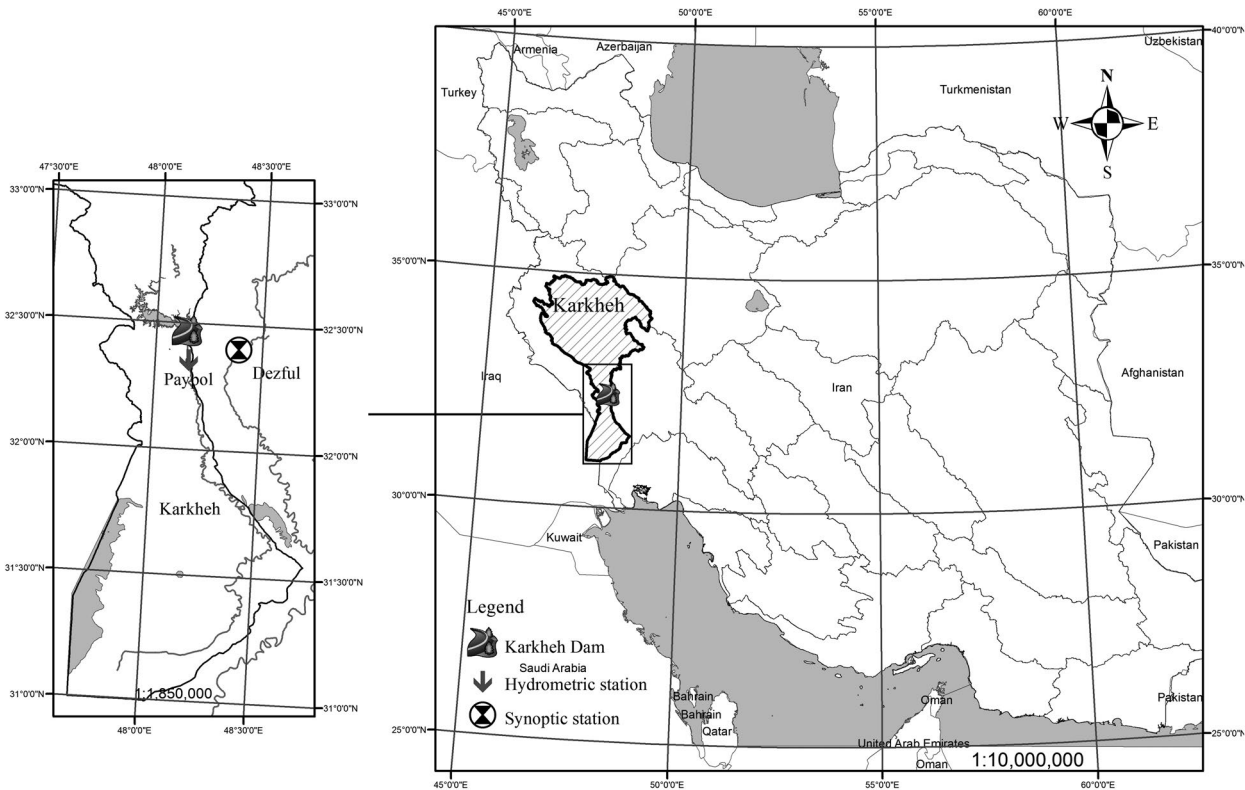 47°30'0"E
48°0'0"E
48°30'0"E
33°0'0"N
33°0'0"N
32°30'0"N
32°30'0"N
Paybol
Dezful
32°0'0"N
32°0'0"N
Karkheh
31°30'0"N
31°30'0"N
31°0'0"N
31°0'0"N
1:1,850,000
48°0'0"E
48°30'0"E
45°0'0"E
50°0'0"E
55°0'0"E
60°0'0"E
40°0'0"N
Armenia
Azerbaijan
Uzbekistan
Turkey
Turkmenistan
N
W
E
S
35°0'0"N
35°0'0"N
Karkheh
Iraq
Iran
Afghanistan
30°0'0"N
30°0'0"N
Kuwait
Pakistan
Legend
Karkheh Dam
Saudi Arabia
Hydrometric station
Synoptic station
Bahrain
Bahrain
Qatar
Oman
Pakistan
25°0'0"N
25°0'0"N
United Arab Emirates
Oman
1:10,000,000
45°0'0"E
50°0'0"E
55°0'0"E
60°0'0"E